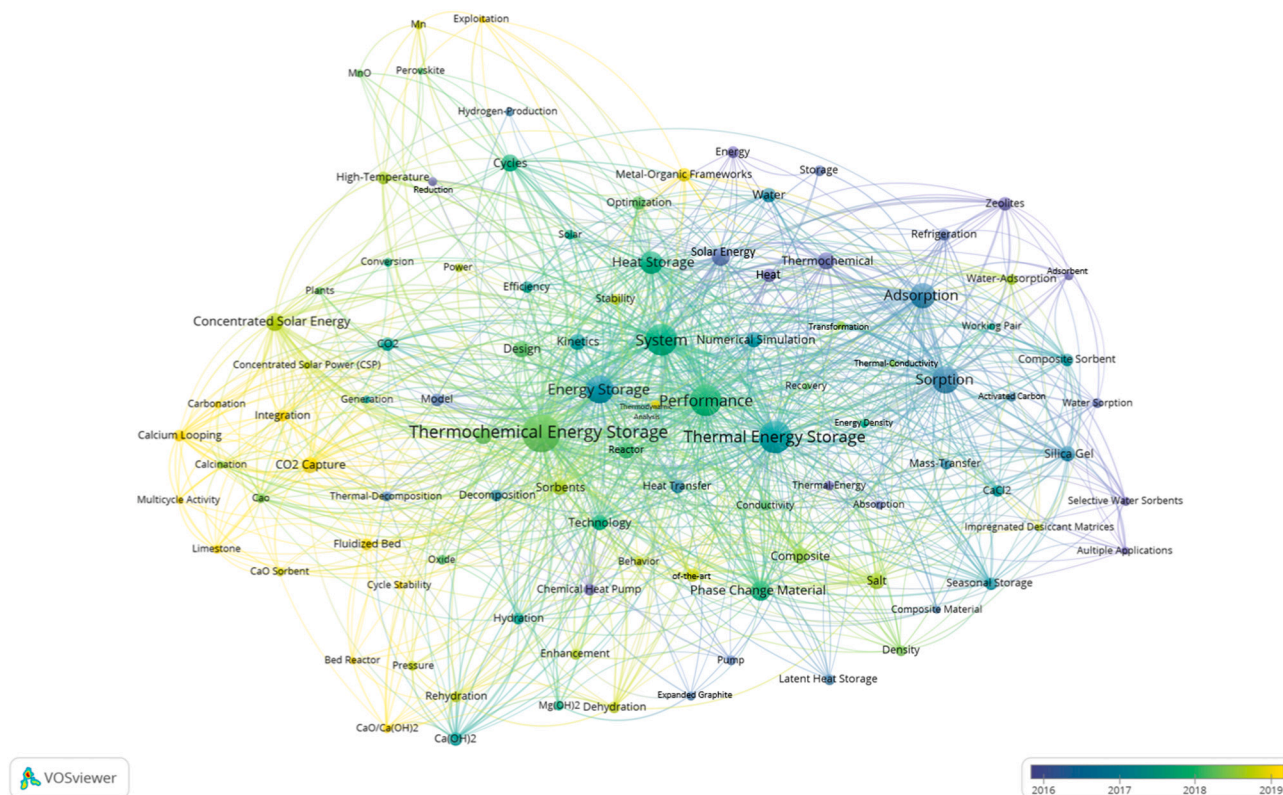 Mn
Exploitation
MnO
Perovskite
Hydrogen-Production
Cycles
Energy
Storage
High-Temperature
Reduction
Metal-Organic Frameworks
Water
Optimization
Zeolites
Solar
Refrigeration
Solar Energy
Conversion
Power
Heat Storage
Heat
Thermochemical
Adsorbent
Water-Adsorption
Plants
Efficiency
Stability
Adsorption
Concentrated Solar Energy
Transformation
Working Pair
CO2
Design
Kinetics
System
Numerical Simulation
Concentrated Solar Power (CSP)
Thermal-Conductivity
Composite Sorbent
Energy Storage
Recovery
Sorption
Carbonation
Generation
Model
Thermodynamic
Analysis
Performance
Activated Carbon
Water Sorption
Integration
Calcium Looping
Thermochemical Energy Storage
Thermal Energy Storage
Energy Density
Reactor
Calcination
CO2 Capture
Mass-Transfer
Silica Gel
Multicycle Activity
Cao
Thermal-Decomposition
Decomposition
Sorbents
Heat Transfer
Thermal-Energy
CaCl2
Conductivity
Absorption
Selective Water Sorbents
Technology
Impregnated Desiccant Matrices
Limestone
Fluidized Bed
Oxide
Behavior
Composite
Aultiple Applications
CaO Sorbent
Cycle Stability
of-the-art
Chemical Heat Pump
Phase Change Material
Salt
Seasonal Storage
Composite Material
Hydration
Enhancement
Density
Bed Reactor
Pressure
Pump
Latent Heat Storage
Rehydration
Mg(OH)2
Dehydration
Expanded Graphite
CaO/Ca(OH)2
Ca(OH)2
VOSviewer
2016
2017
2018
2019